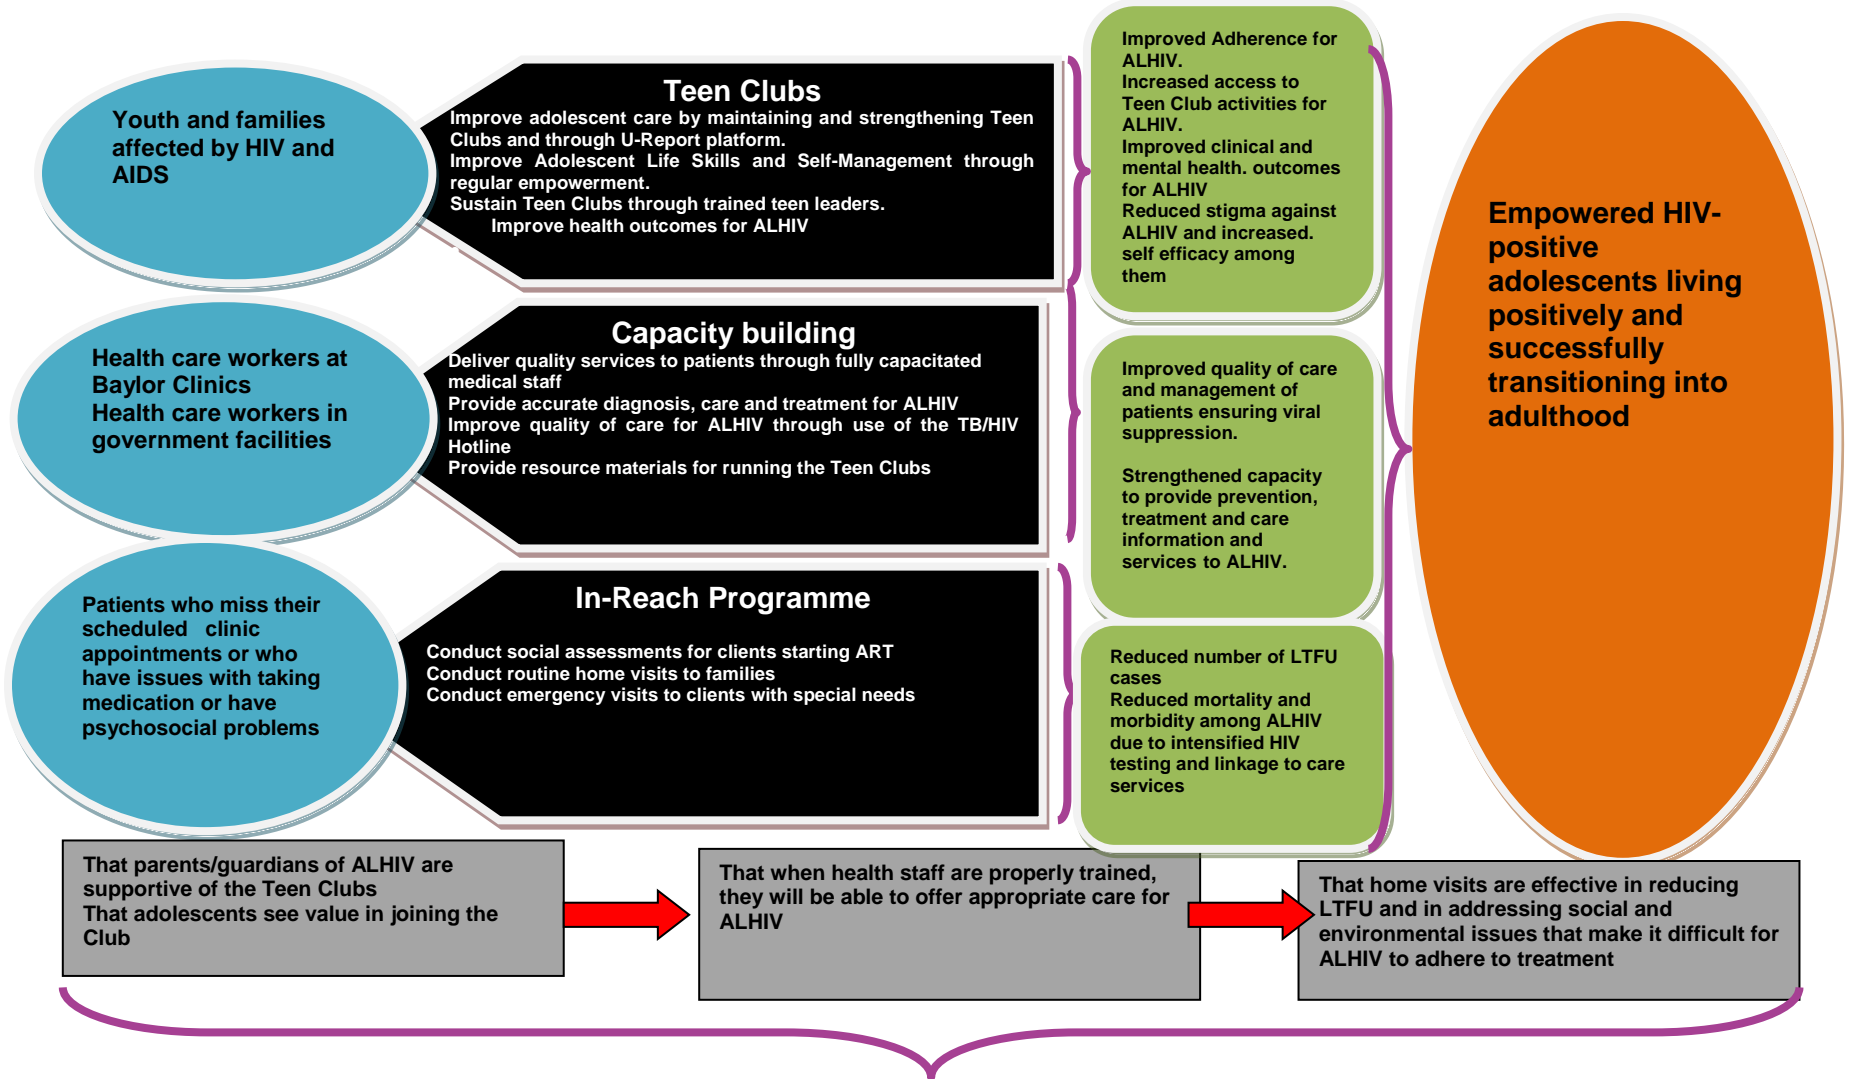 Youth and families
affected by HIV and
AIDS
Teen Clubs
Improve adolescent care by maintaining and strengthening Teen
Clubs and through U-Report platform.
Improve Adolescent Life Skills and Self-Management through
regular empowerment.
Sustain Teen Clubs through trained teen leaders.
Improve health outcomes for ALHIV
Improved Adherence for
ALHIV.
Increased access to
Teen Club activities for
ALHIV.
Improved clinical and
mental health. outcomes
for ALHIV
Reduced stigma against
ALHIV and increased.
self efficacy among
them
Health care workers at
Baylor Clinics
Health care workers in
government facilities
Capacity building
Deliver quality services to patients through fully capacitated
medical staff
Provide accurate diagnosis, care and treatment for ALHIV
Improve quality of care for ALHIV through use of the TB/HIV
Hotline
Provide resource materials for running the Teen Clubs
Improved quality of care
and management of
patients ensuring viral
suppression.
Strengthened capacity
to provide prevention,
treatment and care
information and
services to ALHIV.
Patients who miss their
scheduled clinic
appointments or who
have issues with taking
medication or have
psychosocial problems
In-Reach Programme
Conduct social assessments for clients starting ART
Conduct routine home visits to families
Conduct emergency visits to clients with special needs
Reduced number of LTFU
cases
Reduced mortality and
morbidity among ALHIV
due to intensified HIV
testing and linkage to care
services
Empowered HIV-
positive
adolescents living
positively and
successfully
transitioning into
adulthood
That parents/guardians of ALHIV are
supportive of the Teen Clubs
That adolescents see value in joining the
Club
That when health staff are properly trained,
they will be able to offer appropriate care for
ALHIV
That home visits are effective in reducing
LTFU and in addressing social and
environmental issues that make it difficult for
ALHIV to adhere to treatment